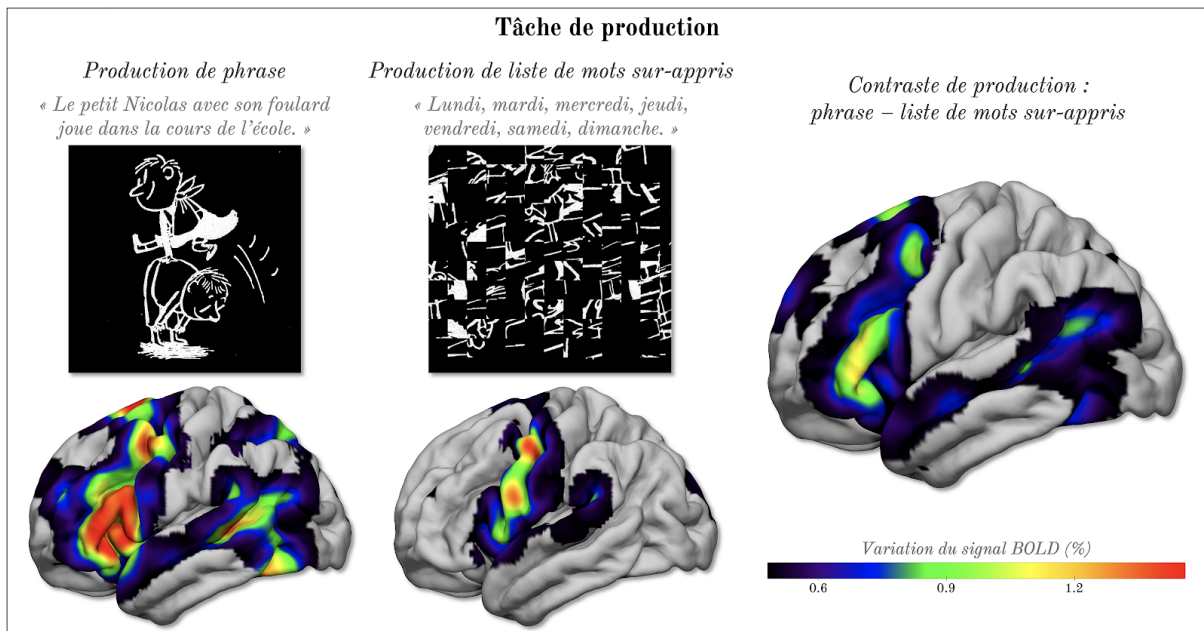 Tâche de production
Production de phrase
« Le petit Nicolas avec son foulard
joue dans la cours de l'école. »
Production de liste de mots sur-appris
« Lundi, mardi, mercredi, jeudi,
vendredi, samedi, dimanche. »
Contraste de production :
phrase – liste de mots sur-appris
Variation du signal BOLD (%)
0.6 0.9 1.2